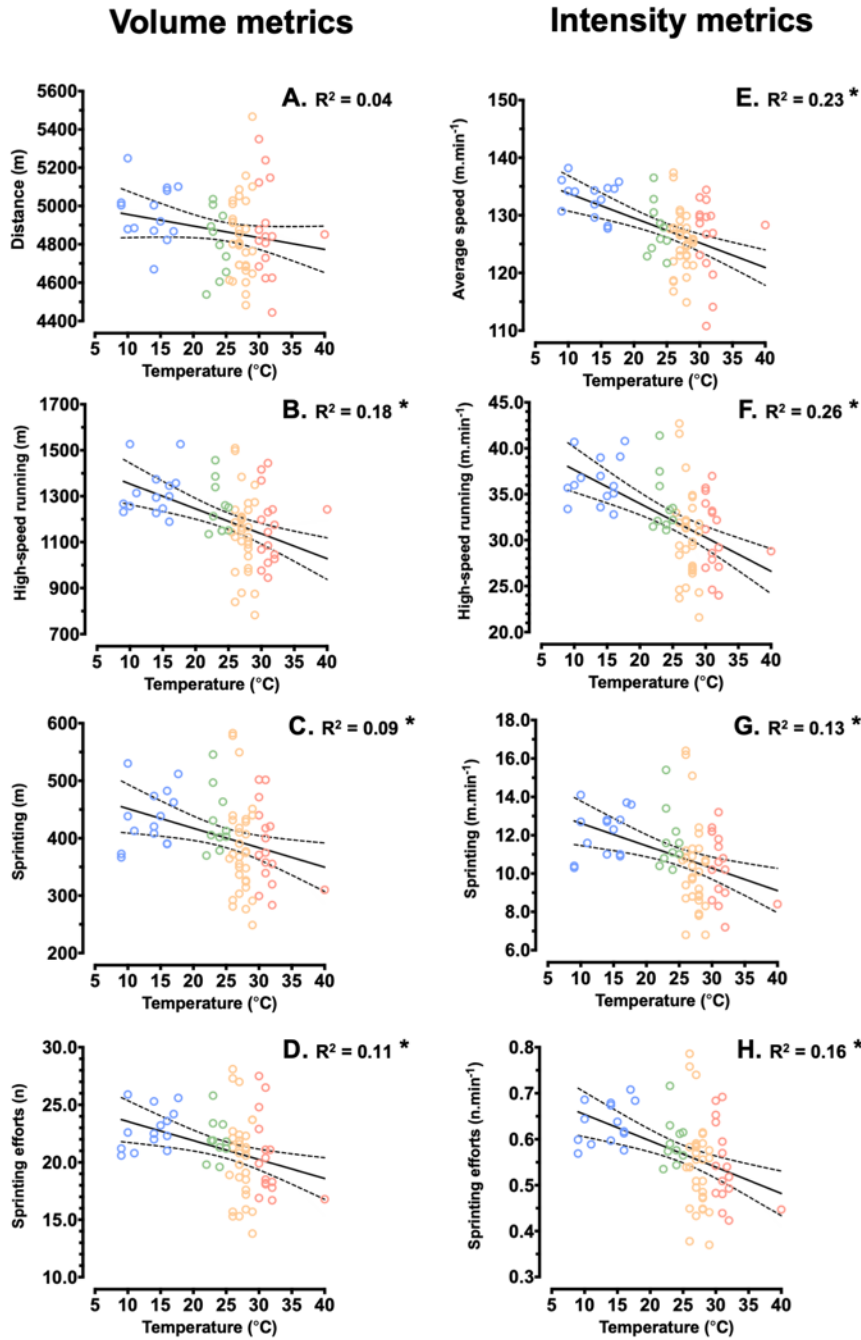 Volume metrics
Intensity metrics
A. R² = 0.04
Distance (m)
5600
5400
5200
5000
4800
4600
4400
5 10 15 20 25 30 35 40
Temperature (°C)
E. R² = 0.23 *
Average speed (m.min⁻¹)
150
140
130
120
110
5 10 15 20 25 30 35 40
Temperature (°C)
B. R² = 0.18 *
High-speed running (m)
1700
1500
1300
1100
900
700
5 10 15 20 25 30 35 40
Temperature (°C)
F. R² = 0.26 *
High-speed running (m.min⁻¹)
45.0
40.0
35.0
30.0
25.0
20.0
5 10 15 20 25 30 35 40
Temperature (°C)
C. R² = 0.09 *
Sprinting (m)
600
500
400
300
200
5 10 15 20 25 30 35 40
Temperature (°C)
G. R² = 0.13 *
Sprinting (m.min⁻¹)
18.0
16.0
14.0
12.0
10.0
8.0
6.0
5 10 15 20 25 30 35 40
Temperature (°C)
D. R² = 0.11 *
Sprinting efforts (n)
30.0
25.0
20.0
15.0
10.0
5 10 15 20 25 30 35 40
Temperature (°C)
H. R² = 0.16 *
Sprinting efforts (n.min⁻¹)
0.8
0.7
0.6
0.5
0.4
0.3
5 10 15 20 25 30 35 40
Temperature (°C)